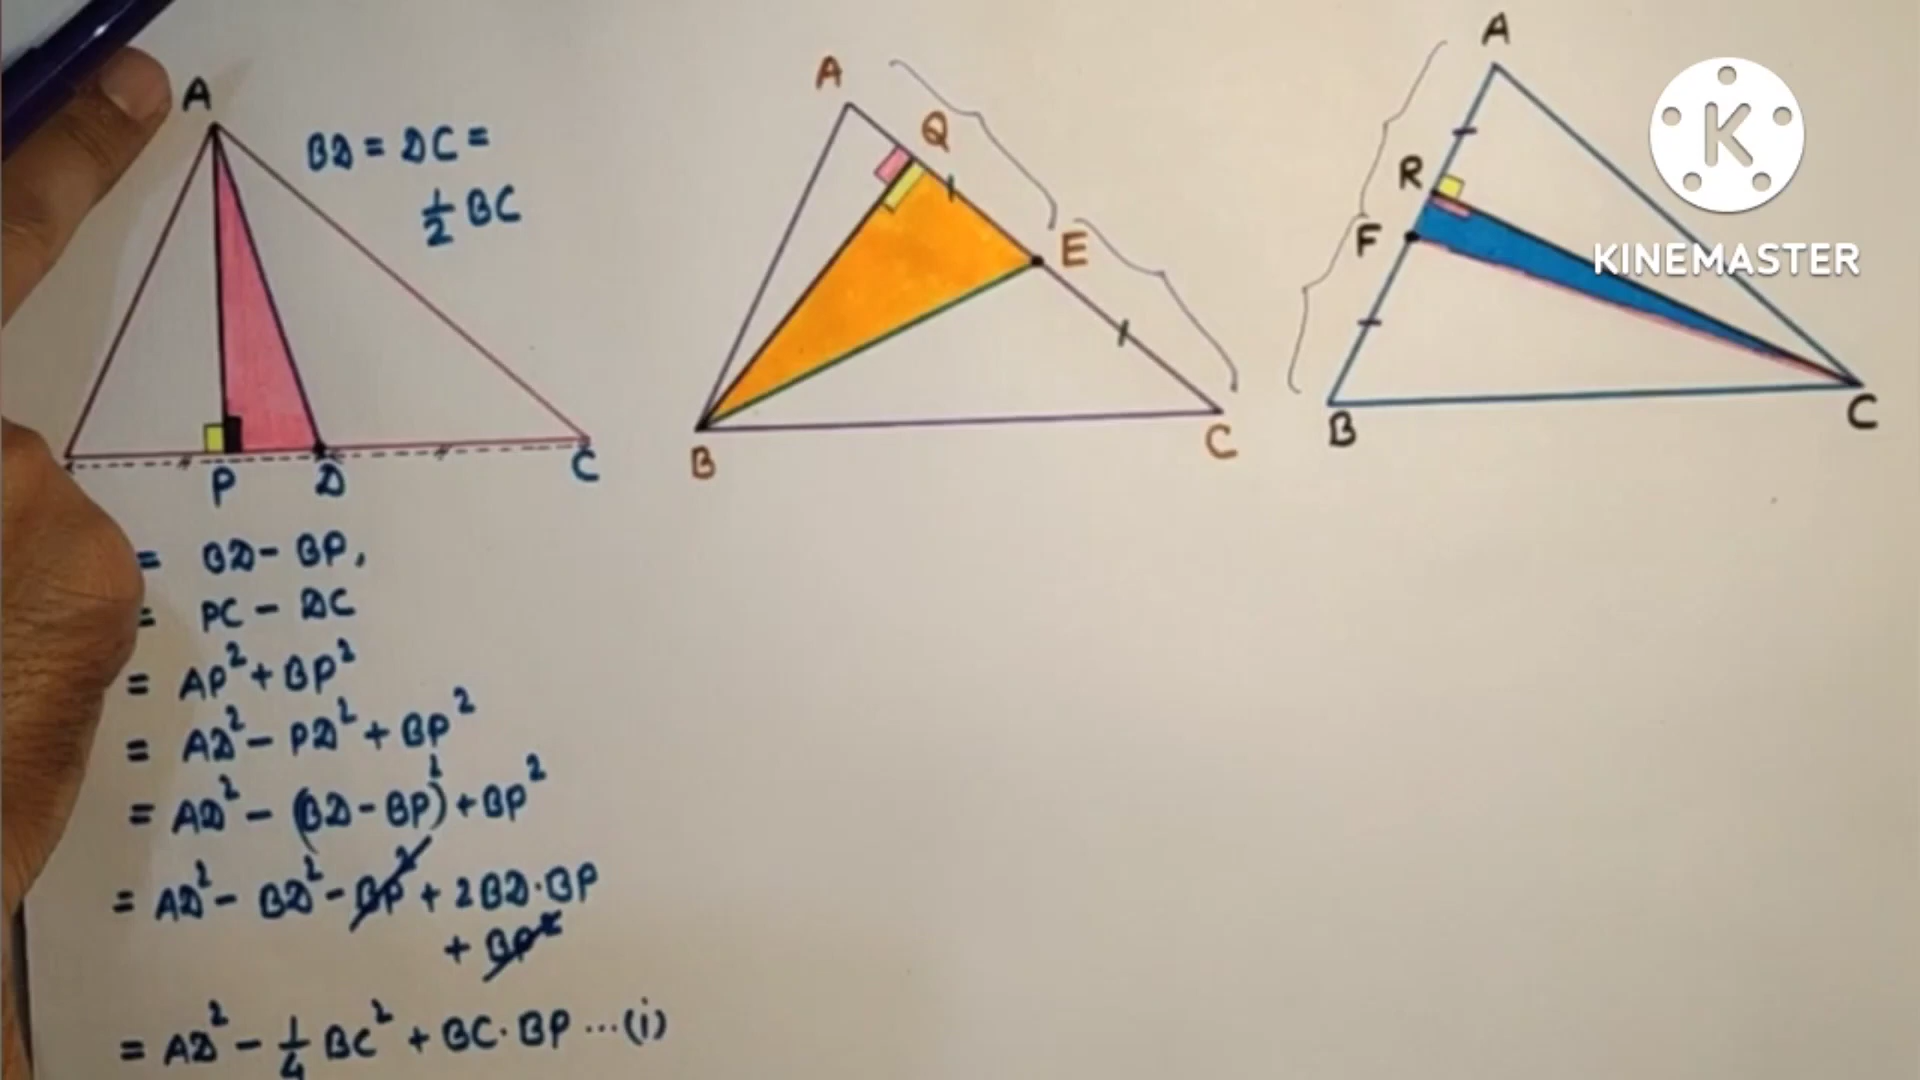 A
BD = DC =
1/2 BC
P
D
C
A
Q
E
B
C
A
R
F
B
C
K
KINEMASTER
= BD - BP,
= PC - DC
= AP² + BP²
= AD² - PD² + BP²
= AD² - (BD - BP)² + BP²
= AD² - BD² - BP² + 2BD·BP
+ BP²
= AD² - 1/4 BC² + BC·BP ...(i)